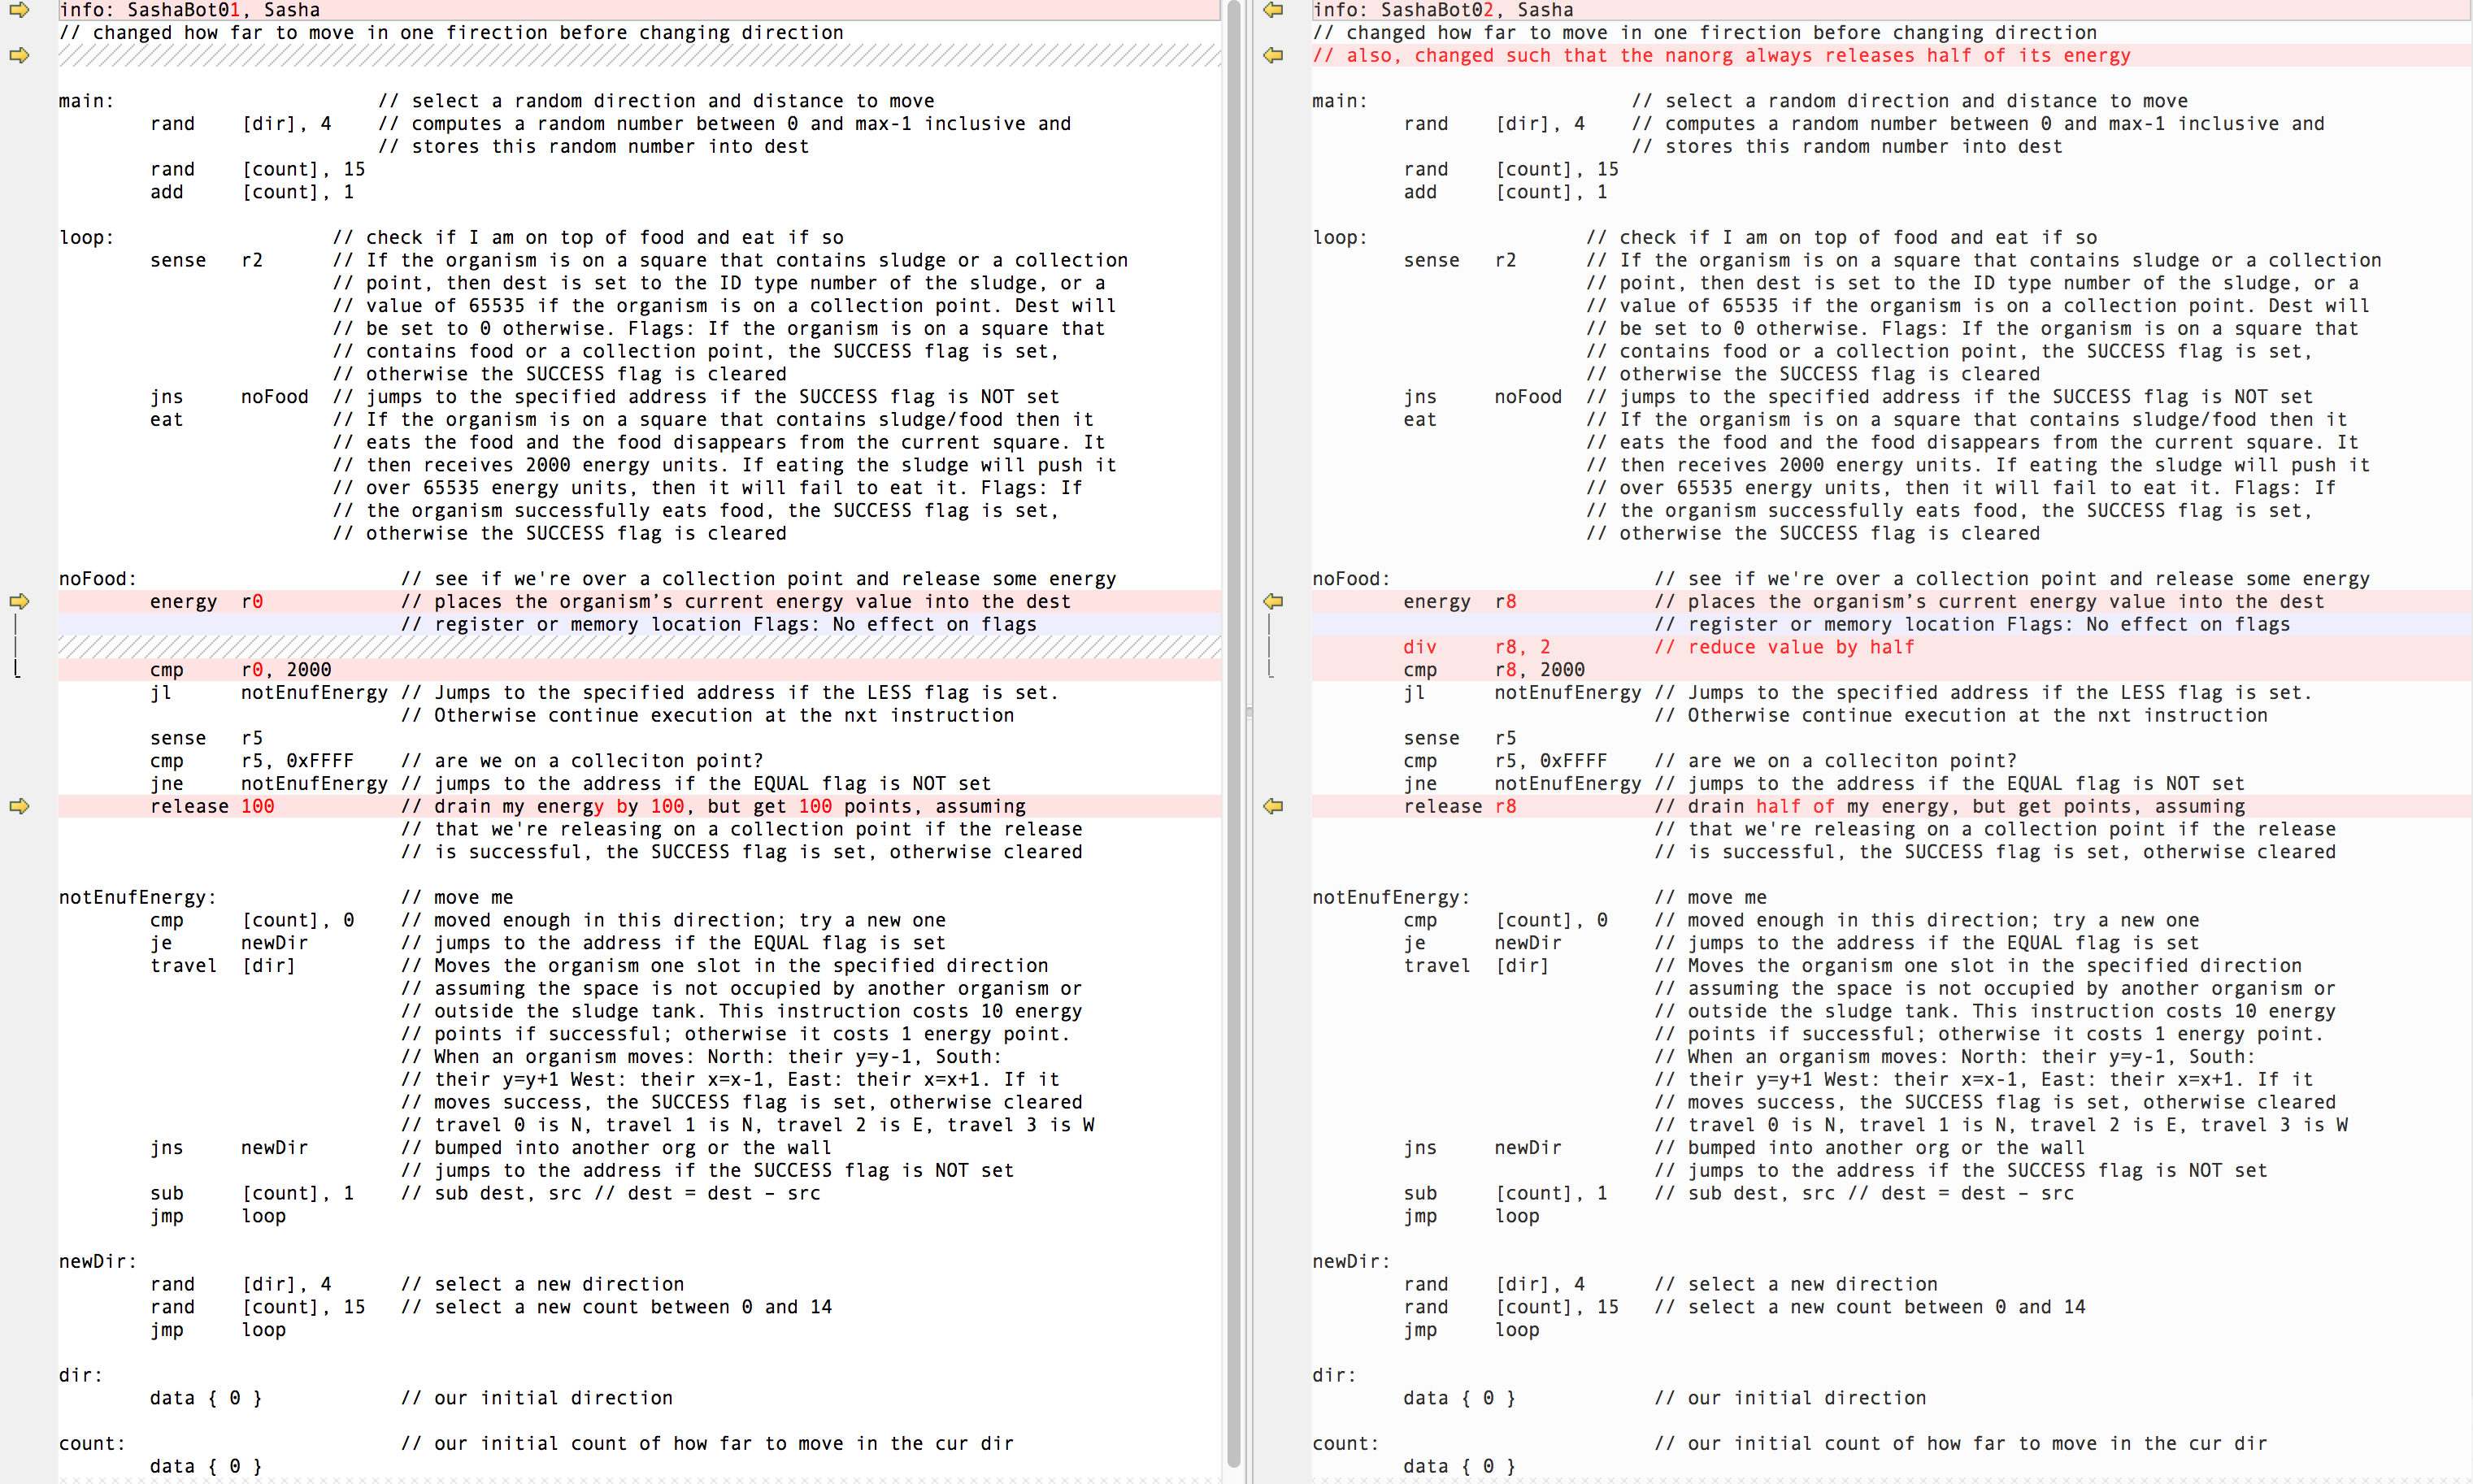 info: SashaBot01, Sasha
// changed how far to move in one firection before changing direction
main:                       // select a random direction and distance to move
        rand    [dir], 4    // computes a random number between 0 and max-1 inclusive and
                            // stores this random number into dest
        rand    [count], 15
        add     [count], 1
loop:                   // check if I am on top of food and eat if so
        sense   r2      // If the organism is on a square that contains sludge or a collection
                        // point, then dest is set to the ID type number of the sludge, or a
                        // value of 65535 if the organism is on a collection point. Dest will
                        // be set to 0 otherwise. Flags: If the organism is on a square that
                        // contains food or a collection point, the SUCCESS flag is set,
                        // otherwise the SUCCESS flag is cleared
        jns     noFood  // jumps to the specified address if the SUCCESS flag is NOT set
        eat             // If the organism is on a square that contains sludge/food then it
                        // eats the food and the food disappears from the current square. It
                        // then receives 2000 energy units. If eating the sludge will push it
                        // over 65535 energy units, then it will fail to eat it. Flags: If
                        // the organism successfully eats food, the SUCCESS flag is set,
                        // otherwise the SUCCESS flag is cleared
noFood:                       // see if we're over a collection point and release some energy
        energy  r0            // places the organism’s current energy value into the dest
                              // register or memory location Flags: No effect on flags
        cmp     r0, 2000
        jl      notEnufEnergy // Jumps to the specified address if the LESS flag is set.
                              // Otherwise continue execution at the nxt instruction
        sense   r5
        cmp     r5, 0xFFFF    // are we on a colleciton point?
        jne     notEnufEnergy // jumps to the address if the EQUAL flag is NOT set
        release 100           // drain my energy by 100, but get 100 points, assuming
                              // that we're releasing on a collection point if the release
                              // is successful, the SUCCESS flag is set, otherwise cleared
notEnufEnergy:                // move me
        cmp     [count], 0    // moved enough in this direction; try a new one
        je      newDir        // jumps to the address if the EQUAL flag is set
        travel  [dir]         // Moves the organism one slot in the specified direction
                              // assuming the space is not occupied by another organism or
                              // outside the sludge tank. This instruction costs 10 energy
                              // points if successful; otherwise it costs 1 energy point.
                              // When an organism moves: North: their y=y-1, South:
                              // their y=y+1 West: their x=x-1, East: their x=x+1. If it
                              // moves success, the SUCCESS flag is set, otherwise cleared
                              // travel 0 is N, travel 1 is N, travel 2 is E, travel 3 is W
        jns     newDir        // bumped into another org or the wall
                              // jumps to the address if the SUCCESS flag is NOT set
        sub     [count], 1    // sub dest, src // dest = dest – src
        jmp     loop
newDir:
        rand    [dir], 4      // select a new direction
        rand    [count], 15   // select a new count between 0 and 14
        jmp     loop
dir:
        data { 0 }            // our initial direction
count:                        // our initial count of how far to move in the cur dir
        data { 0 }
info: SashaBot02, Sasha
// changed how far to move in one firection before changing direction
// also, changed such that the nanorg always releases half of its energy
main:                       // select a random direction and distance to move
        rand    [dir], 4    // computes a random number between 0 and max-1 inclusive and
                            // stores this random number into dest
        rand    [count], 15
        add     [count], 1
loop:                   // check if I am on top of food and eat if so
        sense   r2      // If the organism is on a square that contains sludge or a collection
                        // point, then dest is set to the ID type number of the sludge, or a
                        // value of 65535 if the organism is on a collection point. Dest will
                        // be set to 0 otherwise. Flags: If the organism is on a square that
                        // contains food or a collection point, the SUCCESS flag is set,
                        // otherwise the SUCCESS flag is cleared
        jns     noFood  // jumps to the specified address if the SUCCESS flag is NOT set
        eat             // If the organism is on a square that contains sludge/food then it
                        // eats the food and the food disappears from the current square. It
                        // then receives 2000 energy units. If eating the sludge will push it
                        // over 65535 energy units, then it will fail to eat it. Flags: If
                        // the organism successfully eats food, the SUCCESS flag is set,
                        // otherwise the SUCCESS flag is cleared
noFood:                       // see if we're over a collection point and release some energy
        energy  r8            // places the organism’s current energy value into the dest
                              // register or memory location Flags: No effect on flags
        div     r8, 2         // reduce value by half
        cmp     r8, 2000
        jl      notEnufEnergy // Jumps to the specified address if the LESS flag is set.
                              // Otherwise continue execution at the nxt instruction
        sense   r5
        cmp     r5, 0xFFFF    // are we on a colleciton point?
        jne     notEnufEnergy // jumps to the address if the EQUAL flag is NOT set
        release r8            // drain half of my energy, but get points, assuming
                              // that we're releasing on a collection point if the release
                              // is successful, the SUCCESS flag is set, otherwise cleared
notEnufEnergy:                // move me
        cmp     [count], 0    // moved enough in this direction; try a new one
        je      newDir        // jumps to the address if the EQUAL flag is set
        travel  [dir]         // Moves the organism one slot in the specified direction
                              // assuming the space is not occupied by another organism or
                              // outside the sludge tank. This instruction costs 10 energy
                              // points if successful; otherwise it costs 1 energy point.
                              // When an organism moves: North: their y=y-1, South:
                              // their y=y+1 West: their x=x-1, East: their x=x+1. If it
                              // moves success, the SUCCESS flag is set, otherwise cleared
                              // travel 0 is N, travel 1 is N, travel 2 is E, travel 3 is W
        jns     newDir        // bumped into another org or the wall
                              // jumps to the address if the SUCCESS flag is NOT set
        sub     [count], 1    // sub dest, src // dest = dest – src
        jmp     loop
newDir:
        rand    [dir], 4      // select a new direction
        rand    [count], 15   // select a new count between 0 and 14
        jmp     loop
dir:
        data { 0 }            // our initial direction
count:                        // our initial count of how far to move in the cur dir
        data { 0 }